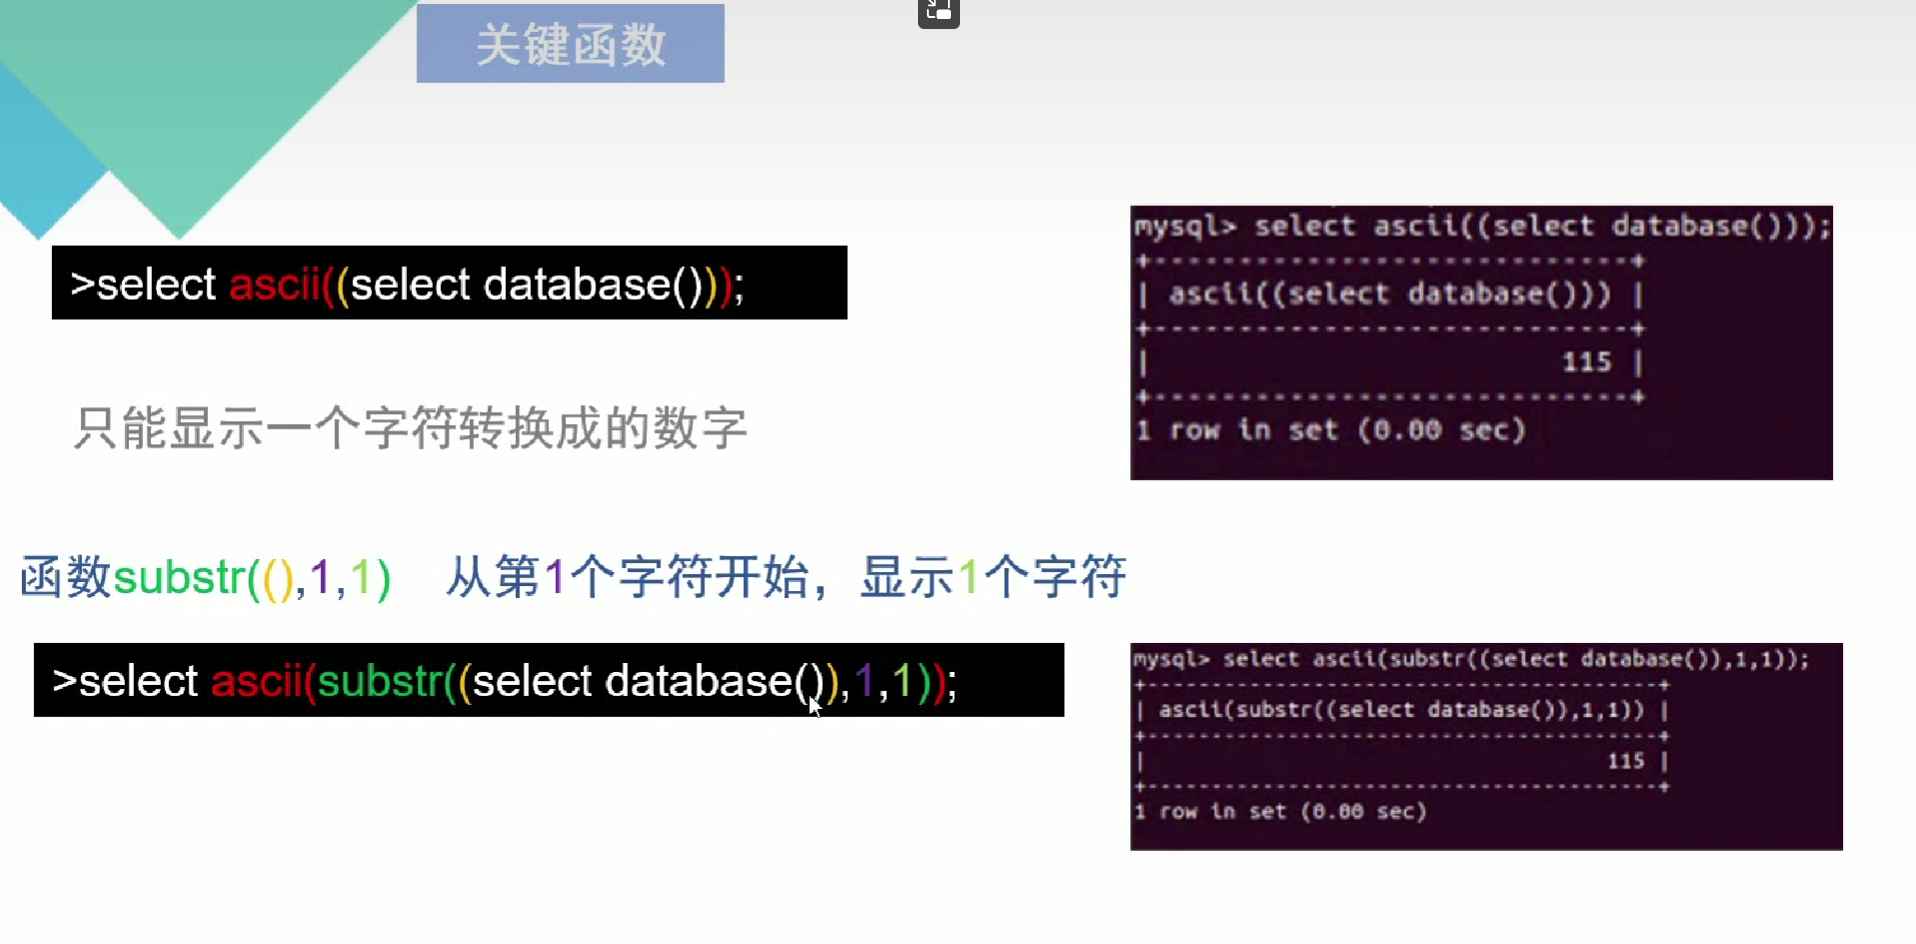 关键函数
>select ascii((select database()));
只能显示一个字符转换成的数字
函数substr((),1,1) 从第1个字符开始，显示1个字符
>select ascii(substr((select database()),1,1));
mysql> select ascii((select database()));
+----------------------------+
| ascii((select database())) |
+----------------------------+
| 115 |
+----------------------------+
1 row in set (0.00 sec)
mysql> select ascii(substr((select database()),1,1));
+----------------------------------------+
| ascii(substr((select database()),1,1)) |
+----------------------------------------+
| 115 |
+----------------------------------------+
1 row in set (0.00 sec)